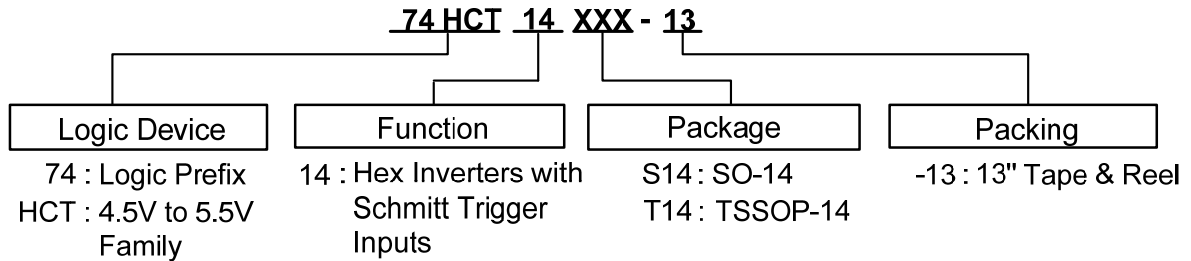 74 HCT 14 XXX - 13
Logic Device
74 : Logic Prefix
HCT : 4.5V to 5.5V
Family
Function
14 : Hex Inverters with
Schmitt Trigger
Inputs
Package
S14 : SO-14
T14 : TSSOP-14
Packing
-13 : 13" Tape & Reel